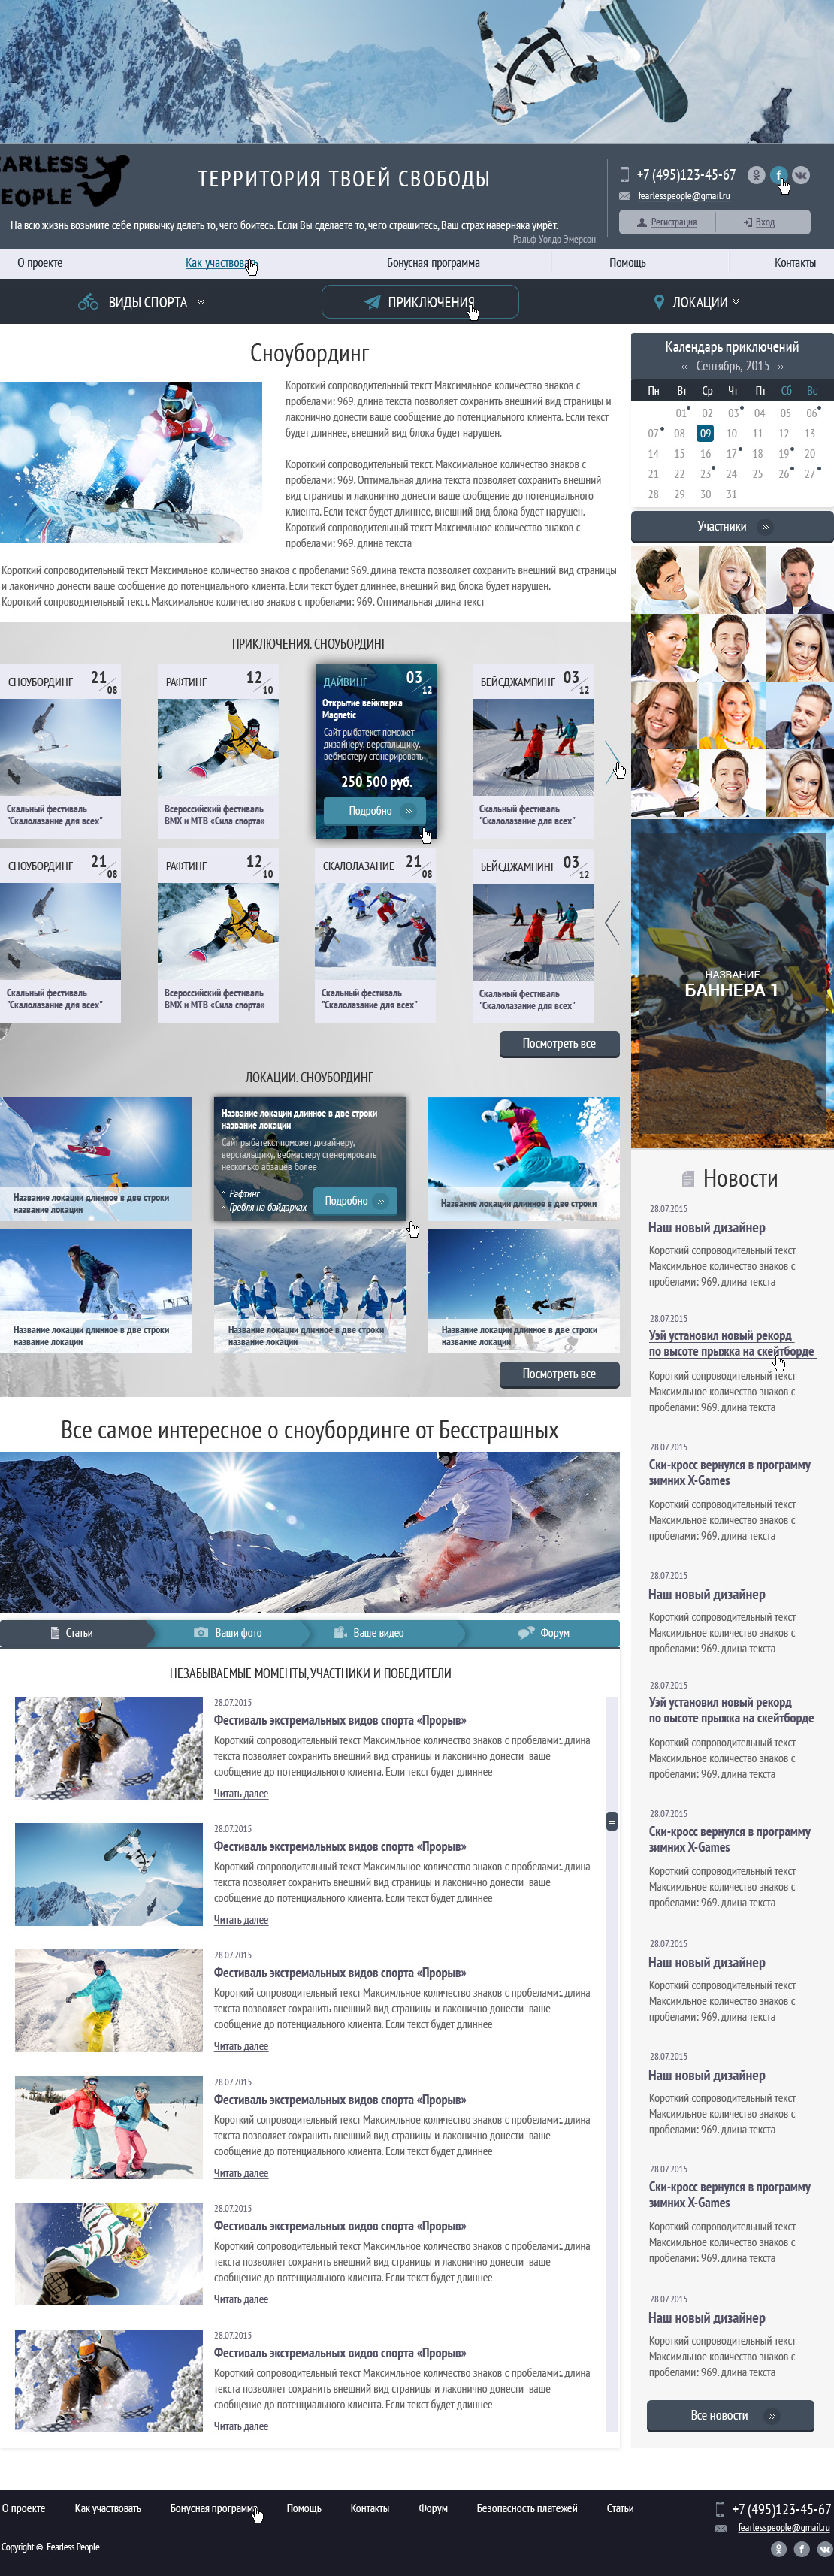 EARLESS
EOPLE
ТЕРРИТОРИЯ ТВОЕЙ СВОБОДЫ
+7 (495)123-45-67
fearlesspeople@gmail.ru
Регистрация
Вход
На всю жизнь возьмите себе привычку делать то, чего боитесь. Если Вы сделаете то, чего страшитесь, Ваш страх наверняка умрёт.
Ральф Уолдо Эмерсон
О проекте
Как участвовать
Бонусная программа
Помощь
Контакты
ВИДЫ СПОРТА
ПРИКЛЮЧЕНИЯ
ЛОКАЦИИ
Сноубординг
Короткий сопроводительный текст Максимльное количество знаков с
пробелами: 969. длина текста позволяет сохранить внешний вид страницы и
лаконично донести ваше сообщение до потенциального клиента. Если текст
будет длиннее, внешний вид блока будет нарушен.
Короткий сопроводительный текст. Максимальное количество знаков с
пробелами: 969. Оптимальная длина текста позволяет сохранить внешний
вид страницы и лаконично донести ваше сообщение до потенциального
клиента. Если текст будет длиннее, внешний вид блока будет нарушен.
Короткий сопроводительный текст Максимльное количество знаков с
пробелами: 969. длина текста
Короткий сопроводительный текст Максимльное количество знаков с пробелами: 969. длина текста позволяет сохранить внешний вид страницы
и лаконично донести ваше сообщение до потенциального клиента. Если текст будет длиннее, внешний вид блока будет нарушен.
Короткий сопроводительный текст. Максимальное количество знаков с пробелами: 969. Оптимальная длина текст
Календарь приключений
« Сентябрь, 2015 »
Пн Вт Ср Чт Пт Сб Вс
01 02 03 04 05 06
07 08 09 10 11 12 13
14 15 16 17 18 19 20
21 22 23 24 25 26 27
28 29 30 31
Участники »
ПРИКЛЮЧЕНИЯ. СНОУБОРДИНГ
СНОУБОРДИНГ 21/08
Скальный фестиваль
"Скалолазание для всех"
РАФТИНГ 12/10
Всероссийский фестиваль
BMX и MTB «Сила спорта»
ДАЙВИНГ 03/12
Открытие вейкпарка
Magnetic
Сайт рыбатекст поможет
дизайнеру, верстальщику,
вебмастеру сгенерировать
250 500 руб.
Подробно »
БЕЙСДЖАМПИНГ 03/12
Скальный фестиваль
"Скалолазание для всех"
СНОУБОРДИНГ 21/08
Скальный фестиваль
"Скалолазание для всех"
РАФТИНГ 12/10
Всероссийский фестиваль
BMX и MTB «Сила спорта»
СКАЛОЛАЗАНИЕ 21/08
Скальный фестиваль
"Скалолазание для всех"
БЕЙСДЖАМПИНГ 03/12
Скальный фестиваль
"Скалолазание для всех"
Посмотреть все
НАЗВАНИЕ
БАННЕРА 1
ЛОКАЦИИ. СНОУБОРДИНГ
Название локации длинное в две строки
название локации
Название локации длинное в две строки
название локации
Сайт рыбатекст поможет дизайнеру,
верстальщику, вебмастеру сгенерировать
несколько абзацев более
· Рафтинг
· Гребля на байдарках
Подробно »
Название локации длинное в две строки
Название локации длинное в две строки
название локации
Название локации длинное в две строки
название локации
Название локации длинное в две строки
название локации
Посмотреть все
Новости
28.07.2015
Наш новый дизайнер
Короткий сопроводительный текст
Максимльное количество знаков с
пробелами: 969. длина текста
28.07.2015
Уэй установил новый рекорд
по высоте прыжка на скейтборде
Короткий сопроводительный текст
Максимльное количество знаков с
пробелами: 969. длина текста
28.07.2015
Ски-кросс вернулся в программу
зимних X-Games
Короткий сопроводительный текст
Максимльное количество знаков с
пробелами: 969. длина текста
28.07.2015
Наш новый дизайнер
Короткий сопроводительный текст
Максимльное количество знаков с
пробелами: 969. длина текста
28.07.2015
Уэй установил новый рекорд
по высоте прыжка на скейтборде
Короткий сопроводительный текст
Максимльное количество знаков с
пробелами: 969. длина текста
28.07.2015
Ски-кросс вернулся в программу
зимних X-Games
Короткий сопроводительный текст
Максимльное количество знаков с
пробелами: 969. длина текста
28.07.2015
Наш новый дизайнер
Короткий сопроводительный текст
Максимльное количество знаков с
пробелами: 969. длина текста
28.07.2015
Наш новый дизайнер
Короткий сопроводительный текст
Максимльное количество знаков с
пробелами: 969. длина текста
28.07.2015
Ски-кросс вернулся в программу
зимних X-Games
Короткий сопроводительный текст
Максимльное количество знаков с
пробелами: 969. длина текста
28.07.2015
Наш новый дизайнер
Короткий сопроводительный текст
Максимльное количество знаков с
пробелами: 969. длина текста
Все новости »
Все самое интересное о сноубординге от Бесстрашных
Статьи
Ваши фото
Ваше видео
Форум
НЕЗАБЫВАЕМЫЕ МОМЕНТЫ, УЧАСТНИКИ И ПОБЕДИТЕЛИ
28.07.2015
Фестиваль экстремальных видов спорта «Прорыв»
Короткий сопроводительный текст Максимльное количество знаков с пробелами:. длина
текста позволяет сохранить внешний вид страницы и лаконично донести ваше
сообщение до потенциального клиента. Если текст будет длиннее
Читать далее
28.07.2015
Фестиваль экстремальных видов спорта «Прорыв»
Короткий сопроводительный текст Максимльное количество знаков с пробелами:. длина
текста позволяет сохранить внешний вид страницы и лаконично донести ваше
сообщение до потенциального клиента. Если текст будет длиннее
Читать далее
28.07.2015
Фестиваль экстремальных видов спорта «Прорыв»
Короткий сопроводительный текст Максимльное количество знаков с пробелами:. длина
текста позволяет сохранить внешний вид страницы и лаконично донести ваше
сообщение до потенциального клиента. Если текст будет длиннее
Читать далее
28.07.2015
Фестиваль экстремальных видов спорта «Прорыв»
Короткий сопроводительный текст Максимльное количество знаков с пробелами:. длина
текста позволяет сохранить внешний вид страницы и лаконично донести ваше
сообщение до потенциального клиента. Если текст будет длиннее
Читать далее
28.07.2015
Фестиваль экстремальных видов спорта «Прорыв»
Короткий сопроводительный текст Максимльное количество знаков с пробелами:. длина
текста позволяет сохранить внешний вид страницы и лаконично донести ваше
сообщение до потенциального клиента. Если текст будет длиннее
Читать далее
28.07.2015
Фестиваль экстремальных видов спорта «Прорыв»
Короткий сопроводительный текст Максимльное количество знаков с пробелами:. длина
текста позволяет сохранить внешний вид страницы и лаконично донести ваше
сообщение до потенциального клиента. Если текст будет длиннее
Читать далее
О проекте
Как участвовать
Бонусная программа
Помощь
Контакты
Форум
Безопасность платежей
Статьи
+7 (495)123-45-67
fearlesspeople@gmail.ru
Copyright © Fearless People